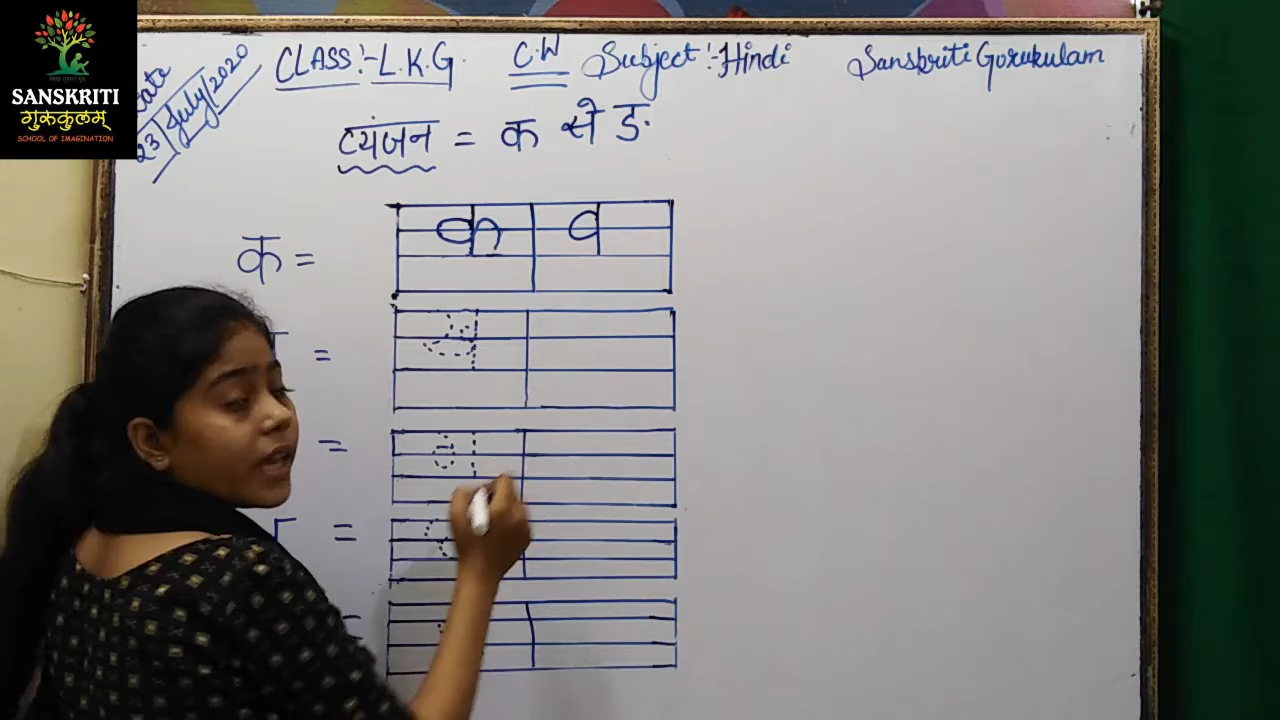 SANSKRITI
गुरुकुलम्
SCHOOL OF IMAGINATION
Date
23/July/2020
CLASS:-L.K.G. C.W Subject:-Hindi Sanskriti Gurukulam
व्यंजन = क से ङ
क = क
=
=
=